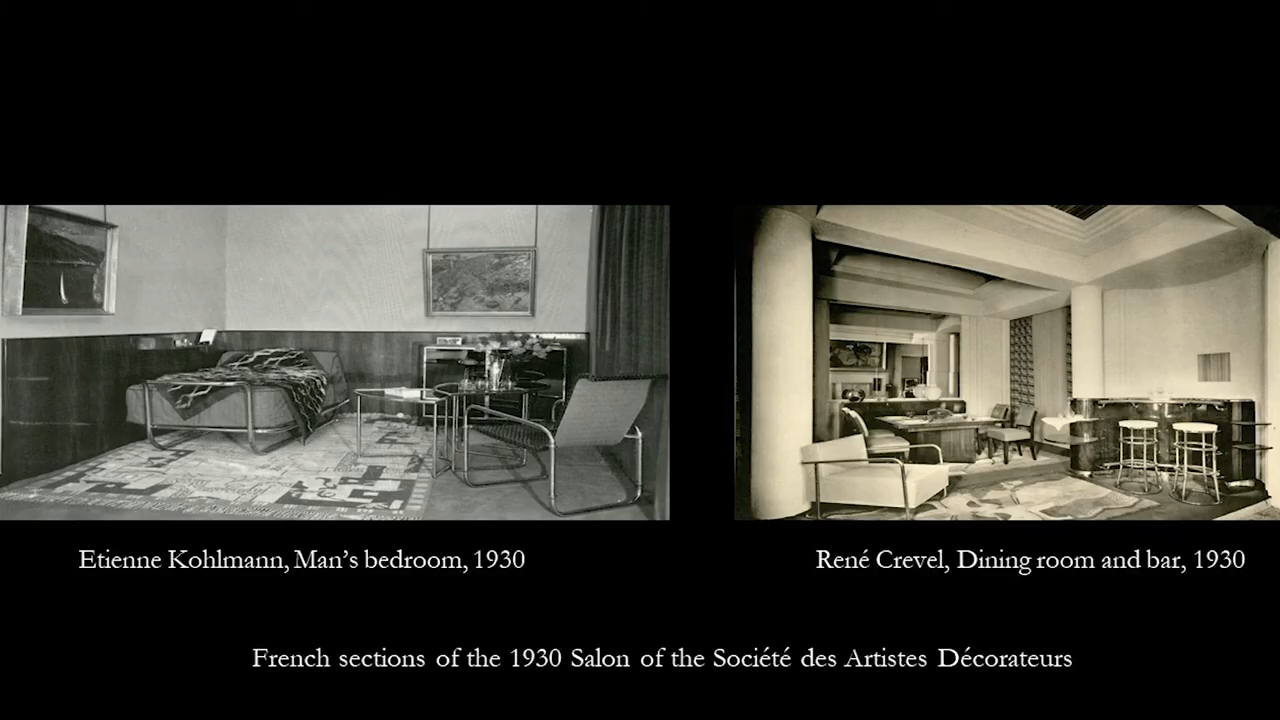 Etienne Kohlmann, Man’s bedroom, 1930
René Crevel, Dining room and bar, 1930
French sections of the 1930 Salon of the Société des Artistes Décorateurs